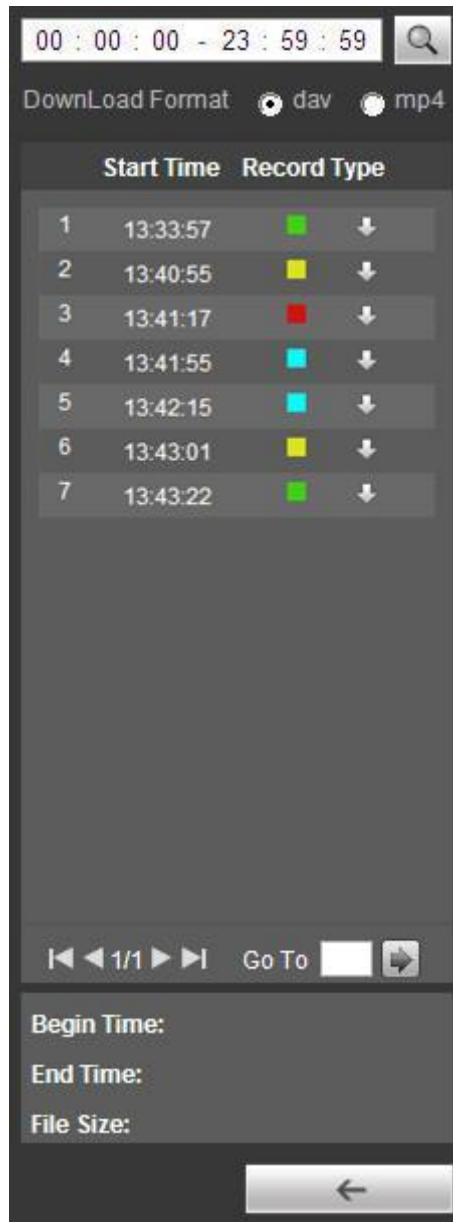 00 : 00 : 00 - 23 : 59 : 59
DownLoad Format dav mp4
Start Time Record Type
1 13:33:57
2 13:40:55
3 13:41:17
4 13:41:55
5 13:42:15
6 13:43:01
7 13:43:22
1/1 Go To
Begin Time:
End Time:
File Size: